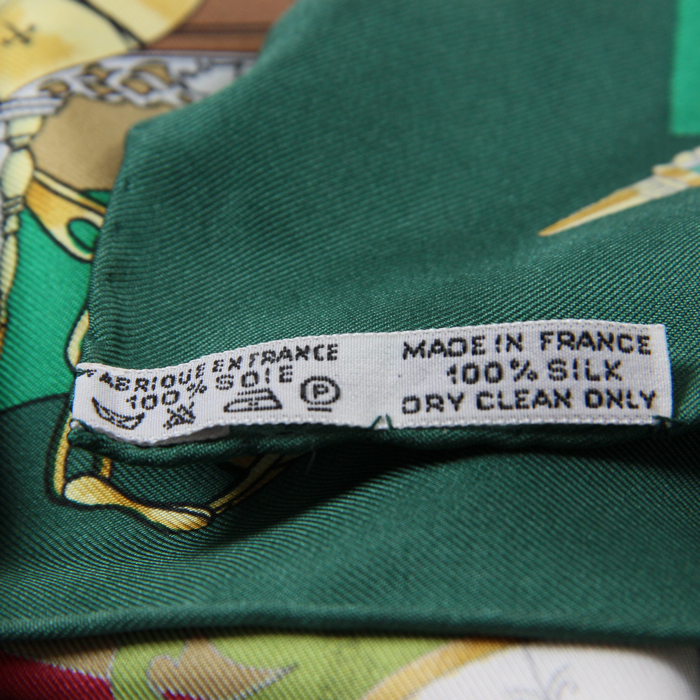 FABRIQUE EN FRANCE
100% SOIE
P
MADE IN FRANCE
100% SILK
DRY CLEAN ONLY